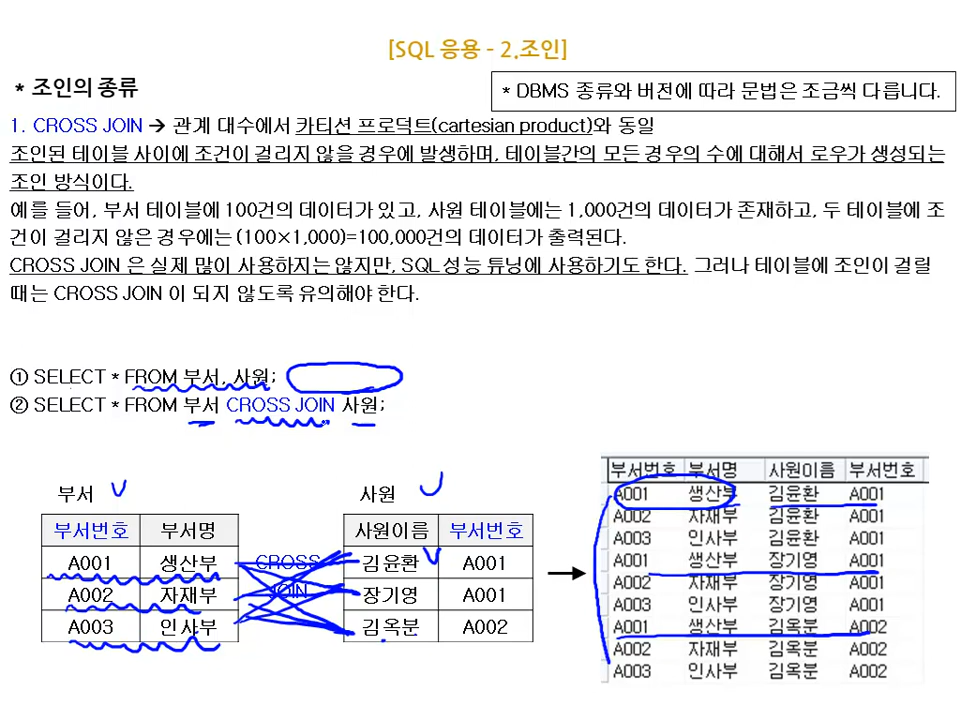 [SQL 응용 - 2.조인]
* 조인의 종류
* DBMS 종류와 버전에 따라 문법은 조금씩 다릅니다.
1. CROSS JOIN → 관계 대수에서 카티션 프로덕트(cartesian product)와 동일
조인된 테이블 사이에 조건이 걸리지 않을 경우에 발생하며, 테이블간의 모든 경우의 수에 대해서 로우가 생성되는
조인 방식이다.
예를 들어, 부서 테이블에 100건의 데이터가 있고, 사원 테이블에는 1,000건의 데이터가 존재하고, 두 테이블에 조
건이 걸리지 않은 경우에는 (100×1,000)=100,000건의 데이터가 출력된다.
CROSS JOIN 은 실제 많이 사용하지는 않지만, SQL 성능 튜닝에 사용하기도 한다. 그러나 테이블에 조인이 걸릴
때는 CROSS JOIN 이 되지 않도록 유의해야 한다.
① SELECT * FROM 부서, 사원;
② SELECT * FROM 부서 CROSS JOIN 사원;
부서
부서번호 부서명
A001 생산부
A002 자재부
A003 인사부
CROSS
JOIN
사원
사원이름 부서번호
김윤환 A001
장기영 A001
김옥분 A002
부서번호 부서명 사원이름 부서번호
A001 생산부 김윤환 A001
A002 자재부 김윤환 A001
A003 인사부 김윤환 A001
A001 생산부 장기영 A001
A002 자재부 장기영 A001
A003 인사부 장기영 A001
A001 생산부 김옥분 A002
A002 자재부 김옥분 A002
A003 인사부 김옥분 A002